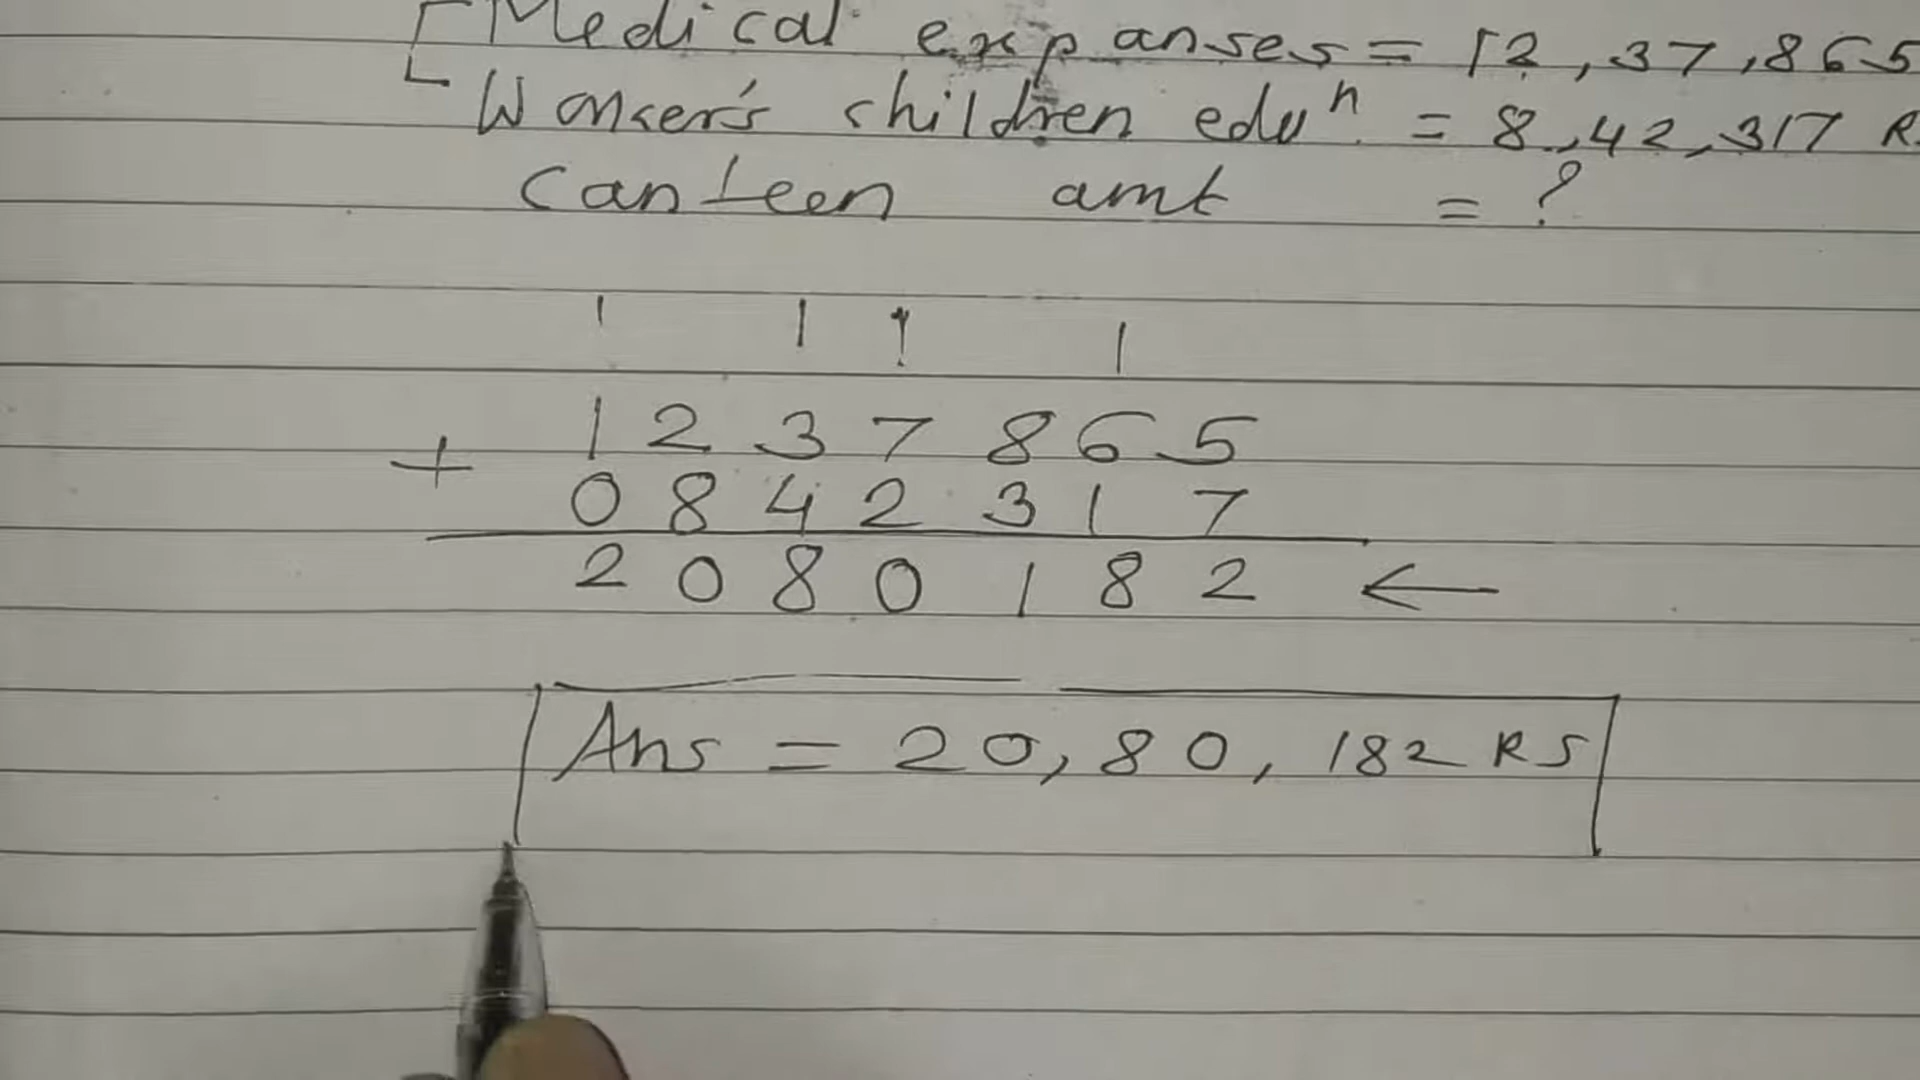 Medical expanses = 12,37,865
Worker's children eduⁿ = 8,42,317 R
Canteen amt = ?
1 1 1 1
1 2 3 7 8 6 5
+ 0 8 4 2 3 1 7
2 0 8 0 1 8 2 ←
Ans = 20,80,182 RS